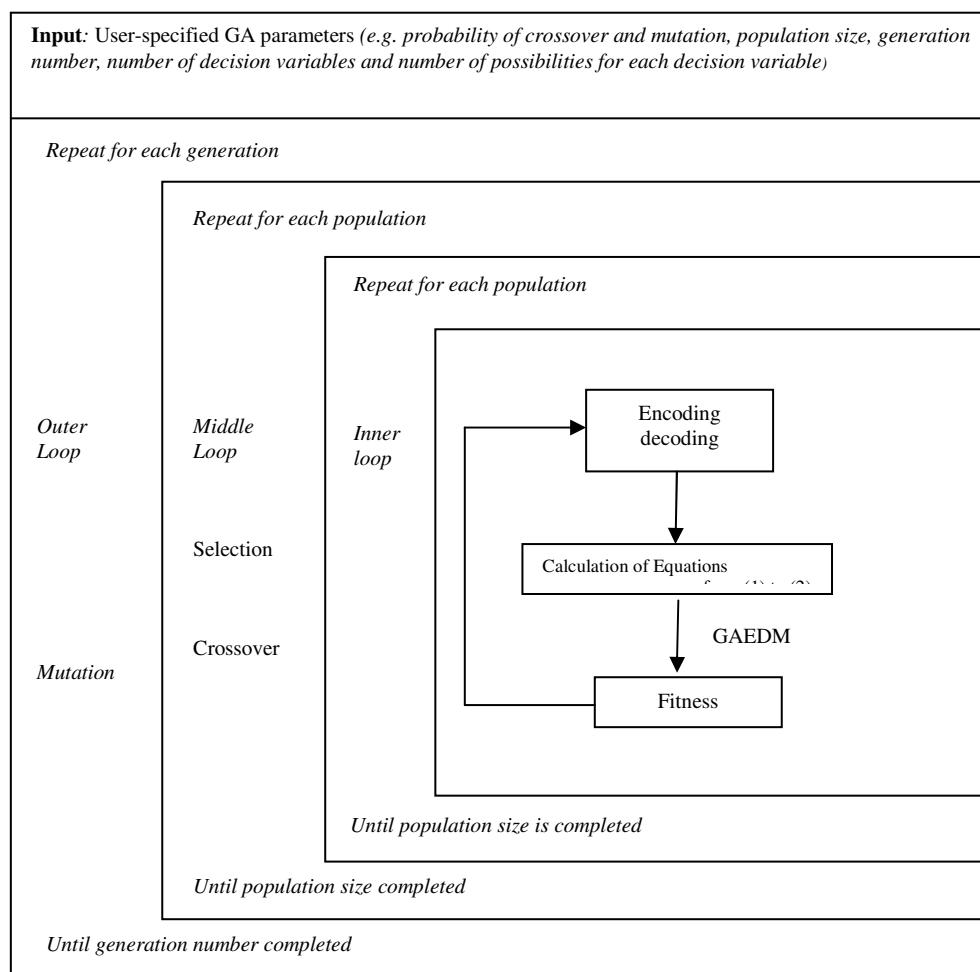 Input: User-specified GA parameters (e.g. probability of crossover and mutation, population size, generation
number, number of decision variables and number of possibilities for each decision variable)
Repeat for each generation
Repeat for each population
Repeat for each population
Outer
Loop
Middle
Loop
Inner
loop
Encoding
decoding
Selection
Calculation of Equations
Crossover
GAEDM
Mutation
Fitness
Until population size is completed
Until population size completed
Until generation number completed